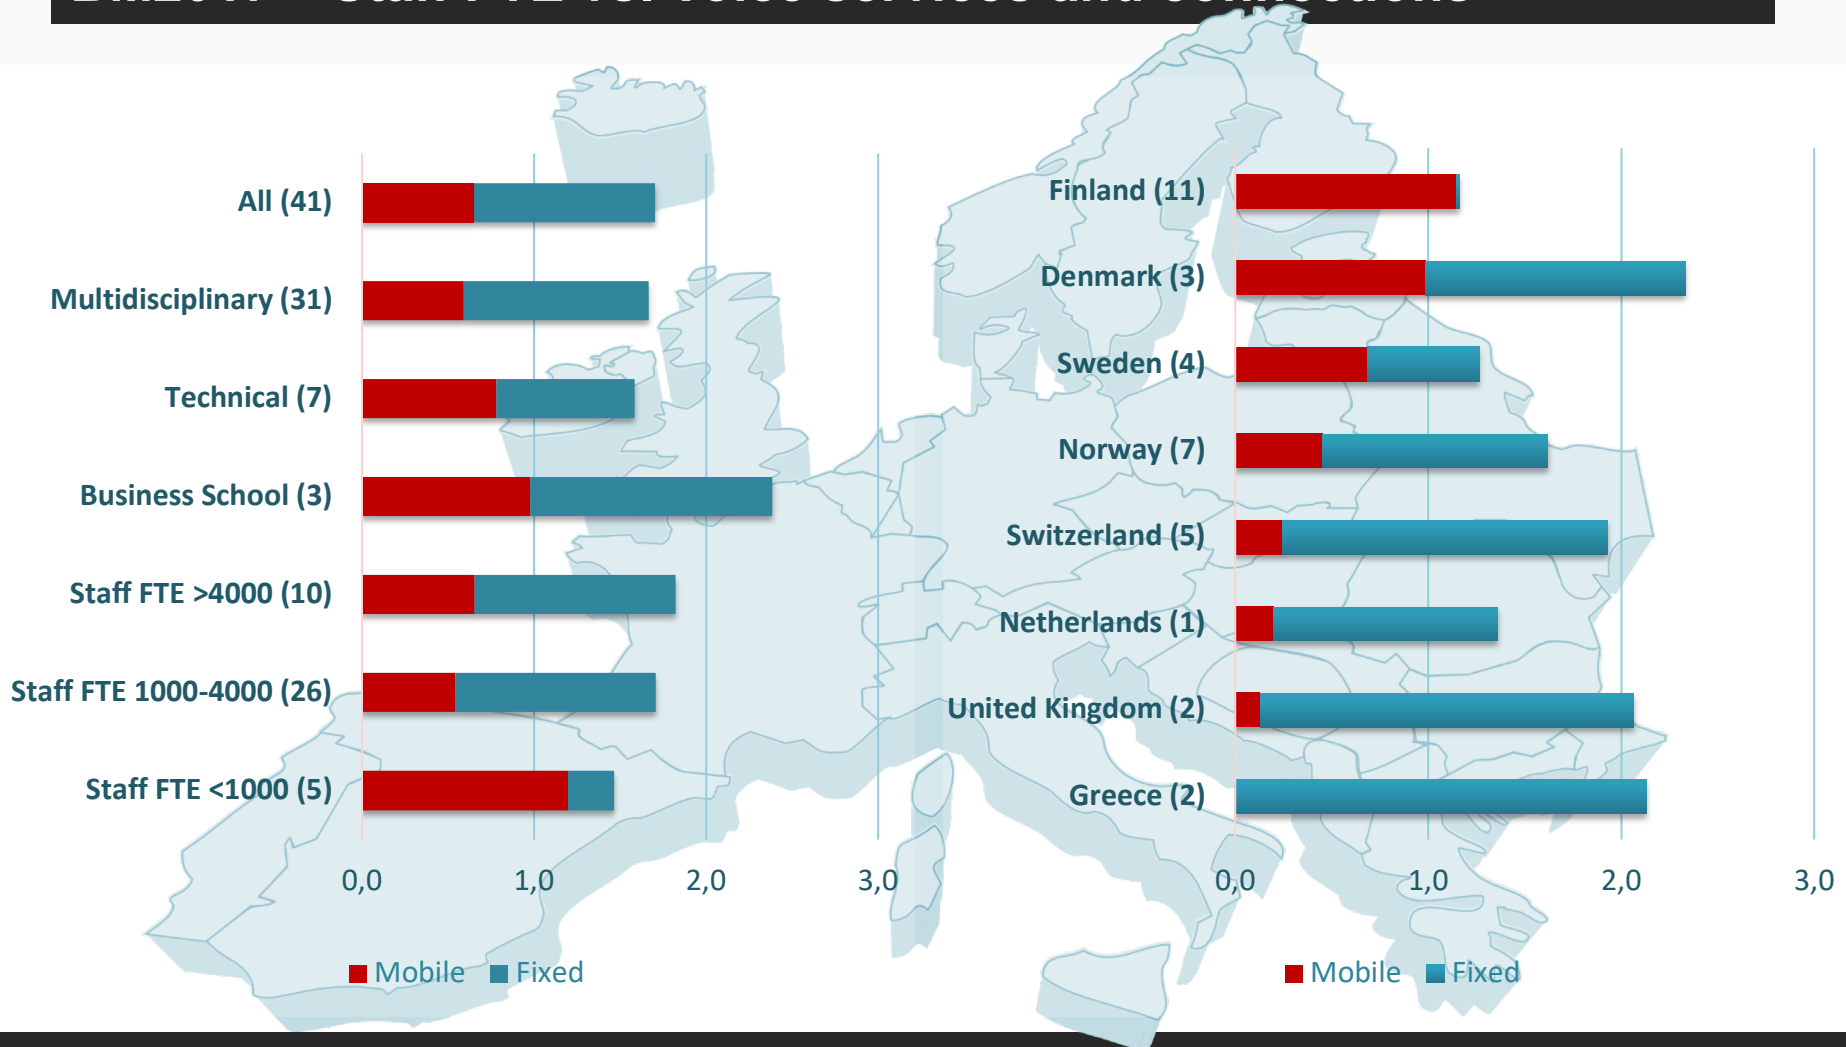 All (41)
Multidisciplinary (31)
Technical (7)
Business School (3)
Staff FTE >4000 (10)
Staff FTE 1000-4000 (26)
Staff FTE <1000 (5)
0,0 1,0 2,0 3,0
Mobile Fixed
Finland (11)
Denmark (3)
Sweden (4)
Norway (7)
Switzerland (5)
Netherlands (1)
United Kingdom (2)
Greece (2)
0,0 1,0 2,0 3,0
Mobile Fixed